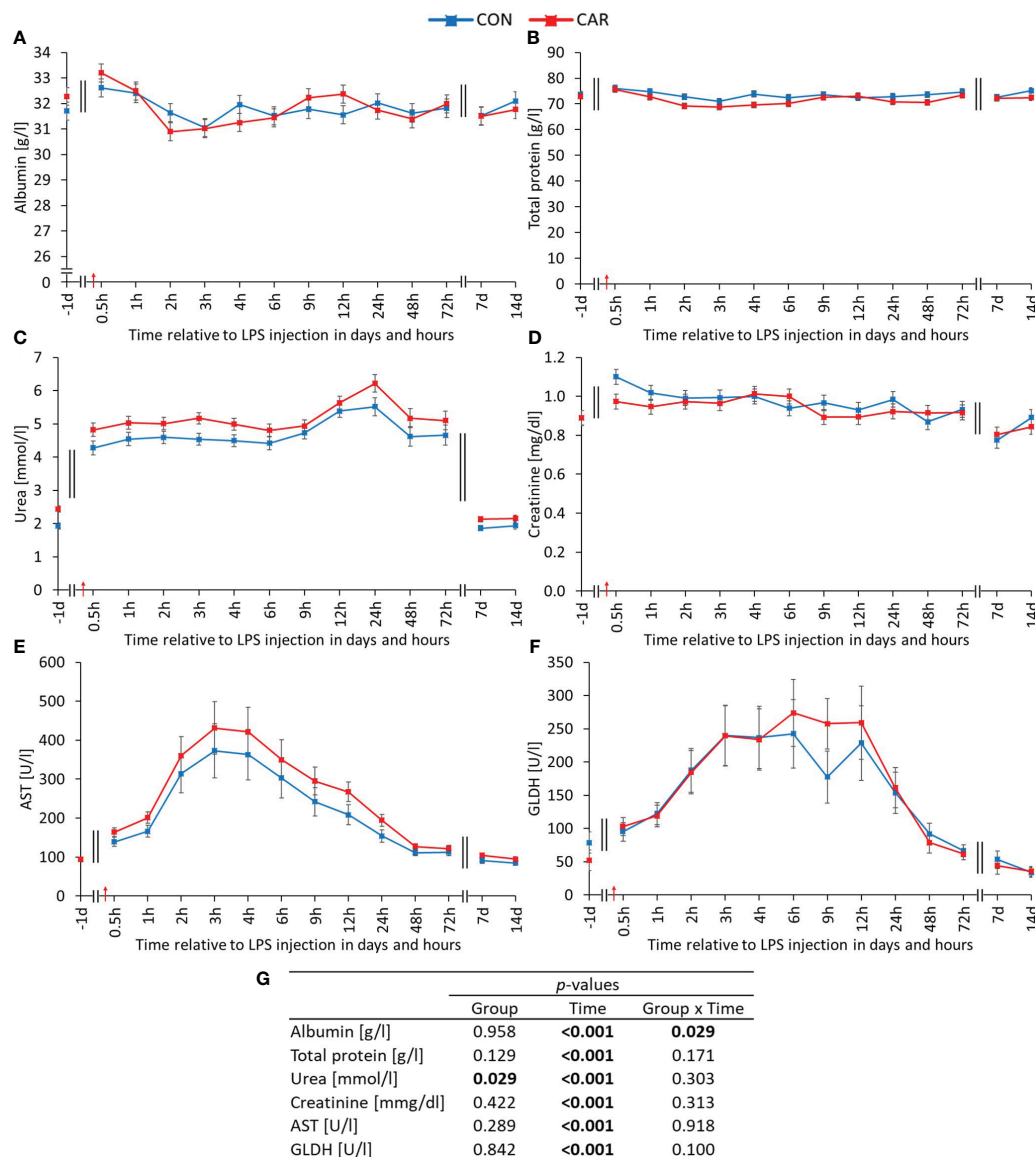 CON CAR
A B
34
33
32
31
30
29
28
27
26
0
Albumin [g/l]
-1d 0.5h 1h 2h 3h 4h 6h 9h 12h 24h 48h 72h 7d 14d
Time relative to LPS injection in days and hours
90
80
70
60
50
40
30
20
10
0
Total protein [g/l]
-1d 0.5h 1h 2h 3h 4h 6h 9h 12h 24h 48h 72h 7d 14d
Time relative to LPS injection in days and hours
C D
7
6
5
4
3
2
1
0
Urea [mmol/l]
-1d 0.5h 1h 2h 3h 4h 6h 9h 12h 24h 48h 72h 7d 14d
Time relative to LPS injection in days and hours
1.2
1.0
0.8
0.6
0.4
0.2
0.0
Creatinine [mg/dl]
-1d 0.5h 1h 2h 3h 4h 6h 9h 12h 24h 48h 72h 7d 14d
Time relative to LPS injection in days and hours
E F
600
500
400
300
200
100
0
AST [U/l]
-1d 0.5h 1h 2h 3h 4h 6h 9h 12h 24h 48h 72h 7d 14d
Time relative to LPS injection in days and hours
350
300
250
200
150
100
50
0
GLDH [U/l]
-1d 0.5h 1h 2h 3h 4h 6h 9h 12h 24h 48h 72h 7d 14d
Time relative to LPS injection in days and hours
G
p-values
Group Time Group x Time
Albumin [g/l] 0.958 <0.001 0.029
Total protein [g/l] 0.129 <0.001 0.171
Urea [mmol/l] 0.029 <0.001 0.303
Creatinine [mmg/dl] 0.422 <0.001 0.313
AST [U/l] 0.289 <0.001 0.918
GLDH [U/l] 0.842 <0.001 0.100